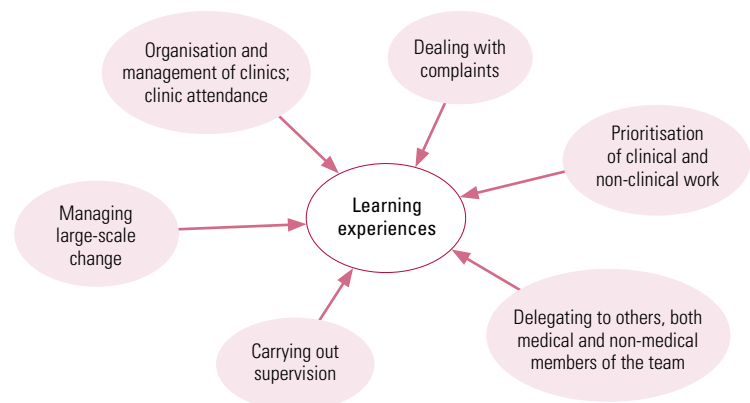 Organisation and
management of clinics;
clinic attendance
Dealing with
complaints
Prioritisation
of clinical and
non-clinical work
Learning
experiences
Managing
large-scale
change
Delegating to others, both
medical and non-medical
members of the team
Carrying out
supervision